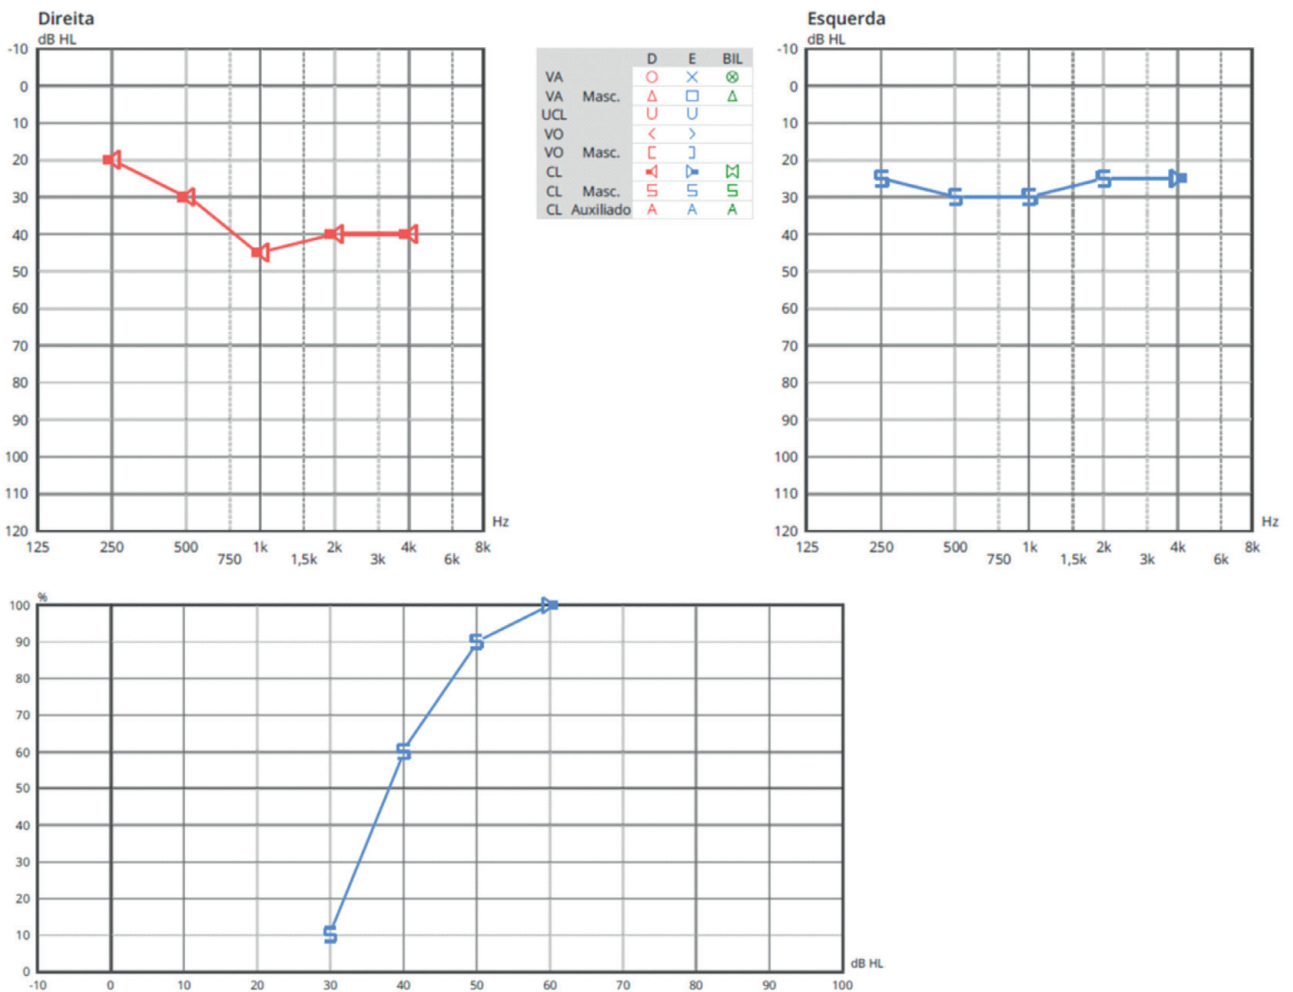 Direita
dB HL
-10
0
10
20
30
40
50
60
70
80
90
100
110
120
125 250 500 750 1k 1,5k 2k 3k 4k 6k 8k
Hz
D E BIL
VA
VA Masc.
UCL U U
VO
VO Masc.
CL
CL Masc. S S S
CL Auxiliado A A A
Esquerda
dB HL
-10
0
10
20
30
40
50
60
70
80
90
100
110
120
125 250 500 750 1k 1,5k 2k 3k 4k 6k 8k
Hz
%
100
90
80
70
60
50
40
30
20
10
0
-10 0 10 20 30 40 50 60 70 80 90 100
dB HL